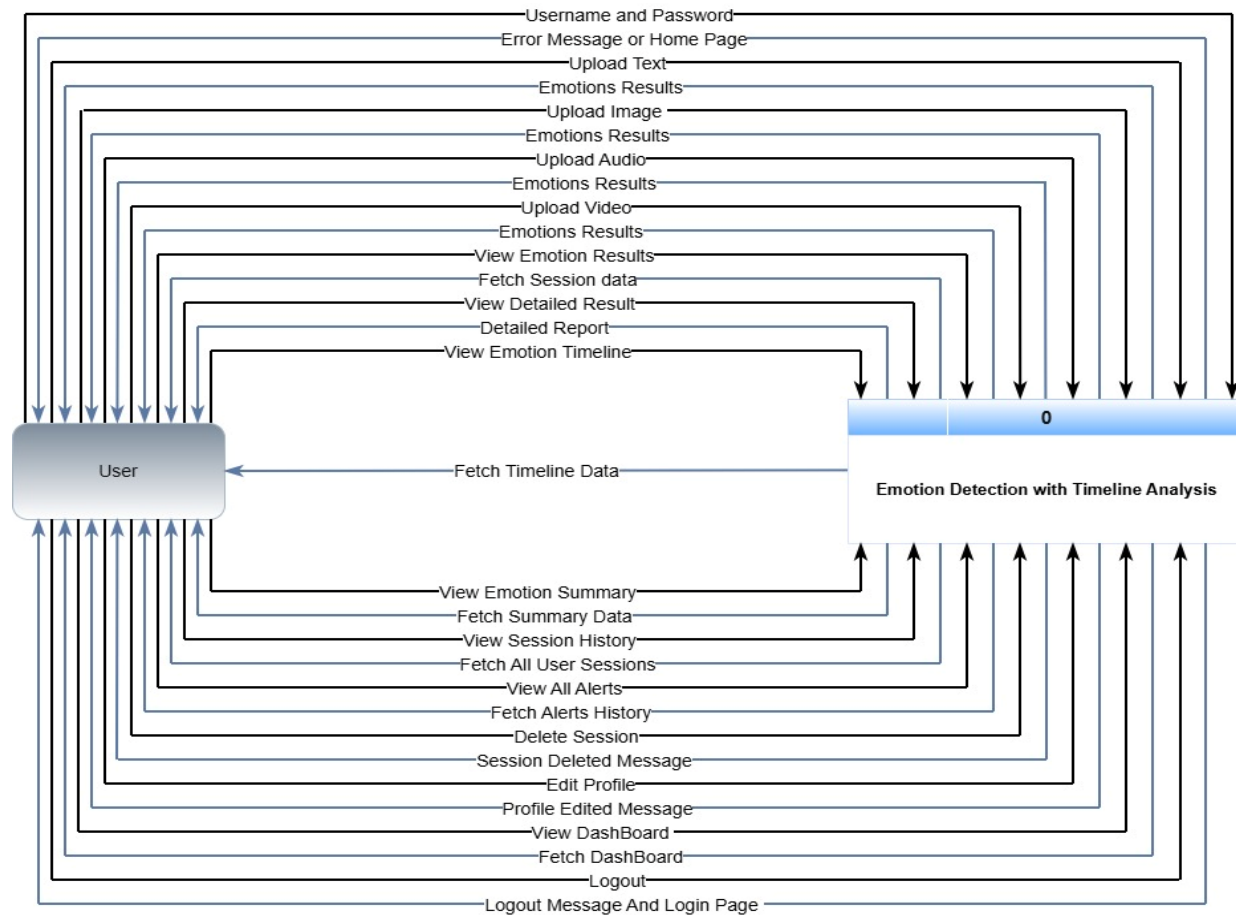 Username and Password
Error Message or Home Page
Upload Text
Emotions Results
Upload Image
Emotions Results
Upload Audio
Emotions Results
Upload Video
Emotions Results
View Emotion Results
Fetch Session data
View Detailed Result
Detailed Report
View Emotion Timeline
0
User
Fetch Timeline Data
Emotion Detection with Timeline Analysis
View Emotion Summary
Fetch Summary Data
View Session History
Fetch All User Sessions
View All Alerts
Fetch Alerts History
Delete Session
Session Deleted Message
Edit Profile
Profile Edited Message
View DashBoard
Fetch DashBoard
Logout
Logout Message And Login Page